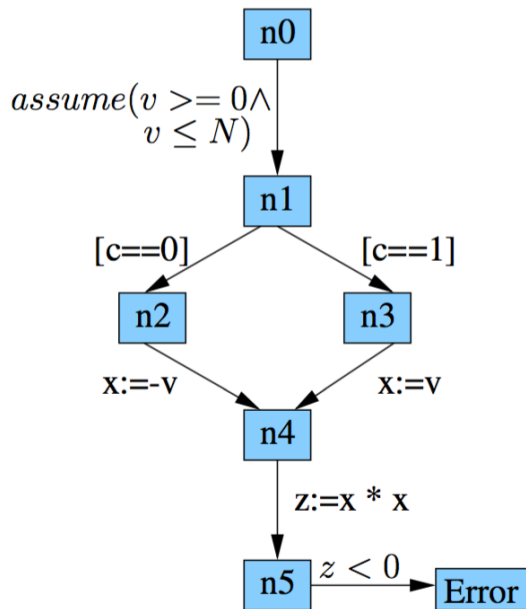 n0
assume(v >= 0∧
v ≤ N)
n1
[c==0] [c==1]
n2 n3
x:=-v x:=v
n4
z:=x * x
n5 z < 0 Error